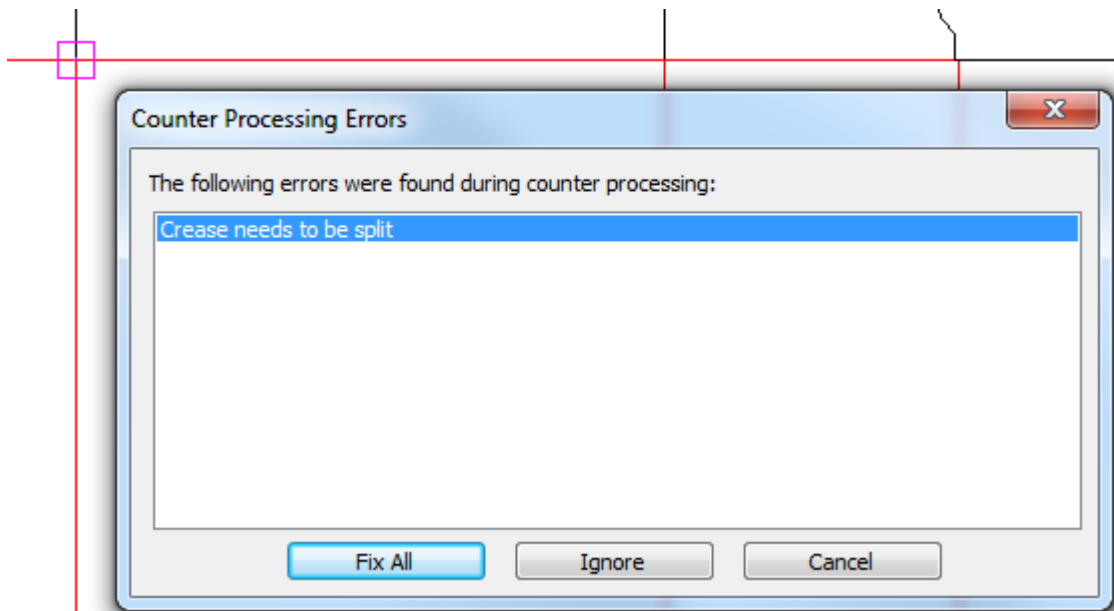 Counter Processing Errors
The following errors were found during counter processing:
Crease needs to be split
Fix All Ignore Cancel